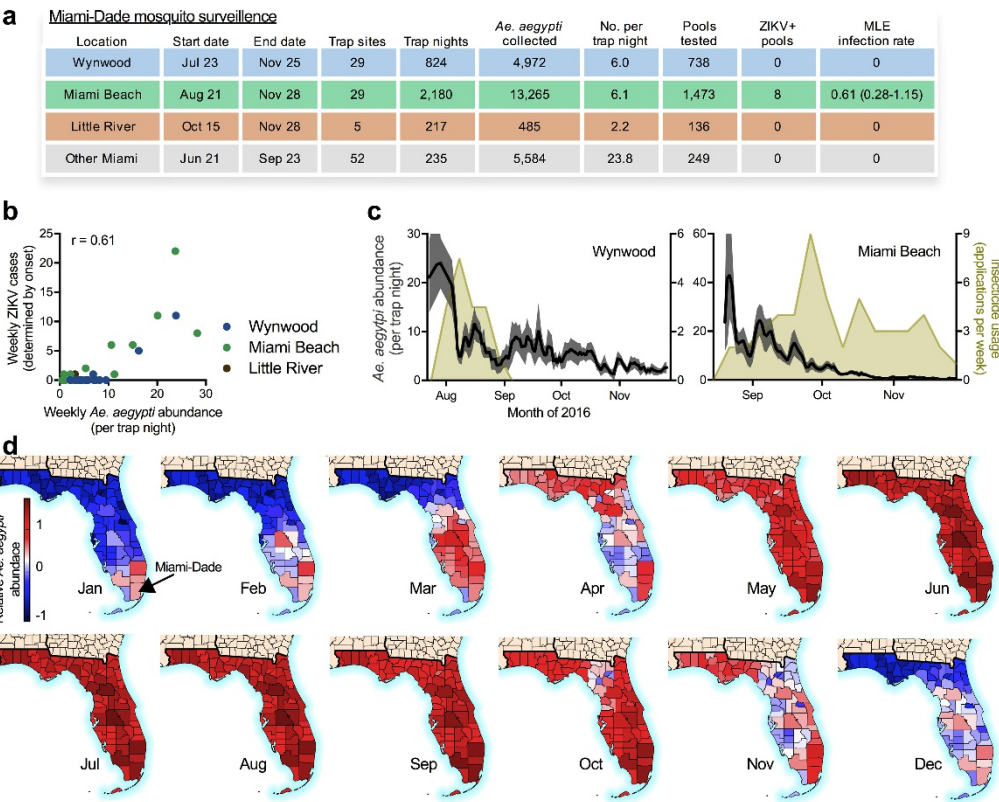 a
Miami-Dade mosquito surveillence
Location Start date End date Trap sites Trap nights Ae. aegypti collected No. per trap night Pools tested ZIKV+ pools MLE infection rate
Wynwood Jul 23 Nov 25 29 824 4,972 6.0 738 0 0
Miami Beach Aug 21 Nov 28 29 2,180 13,265 6.1 1,473 8 0.61 (0.28-1.15)
Little River Oct 15 Nov 28 5 217 485 2.2 136 0 0
Other Miami Jun 21 Sep 23 52 235 5,584 23.8 249 0 0
b
r = 0.61
Weekly ZIKV cases
(determined by onset)
25
20
15
10
5
0
0 10 20 30
Weekly Ae. aegypti abundance
(per trap night)
Wynwood
Miami Beach
Little River
c
Ae. aegytpi abundance
(per trap night)
30
20
10
0
Wynwood
6
4
2
0
Aug Sep Oct Nov
Month of 2016
60
40
20
0
Miami Beach
9
6
3
0
Sep Oct Nov
Insecticide usage
(applications per week)
d
Relative Ae. aegypti
abundace
1
0
-1
Miami-Dade
Jan Feb Mar Apr May Jun
Jul Aug Sep Oct Nov Dec